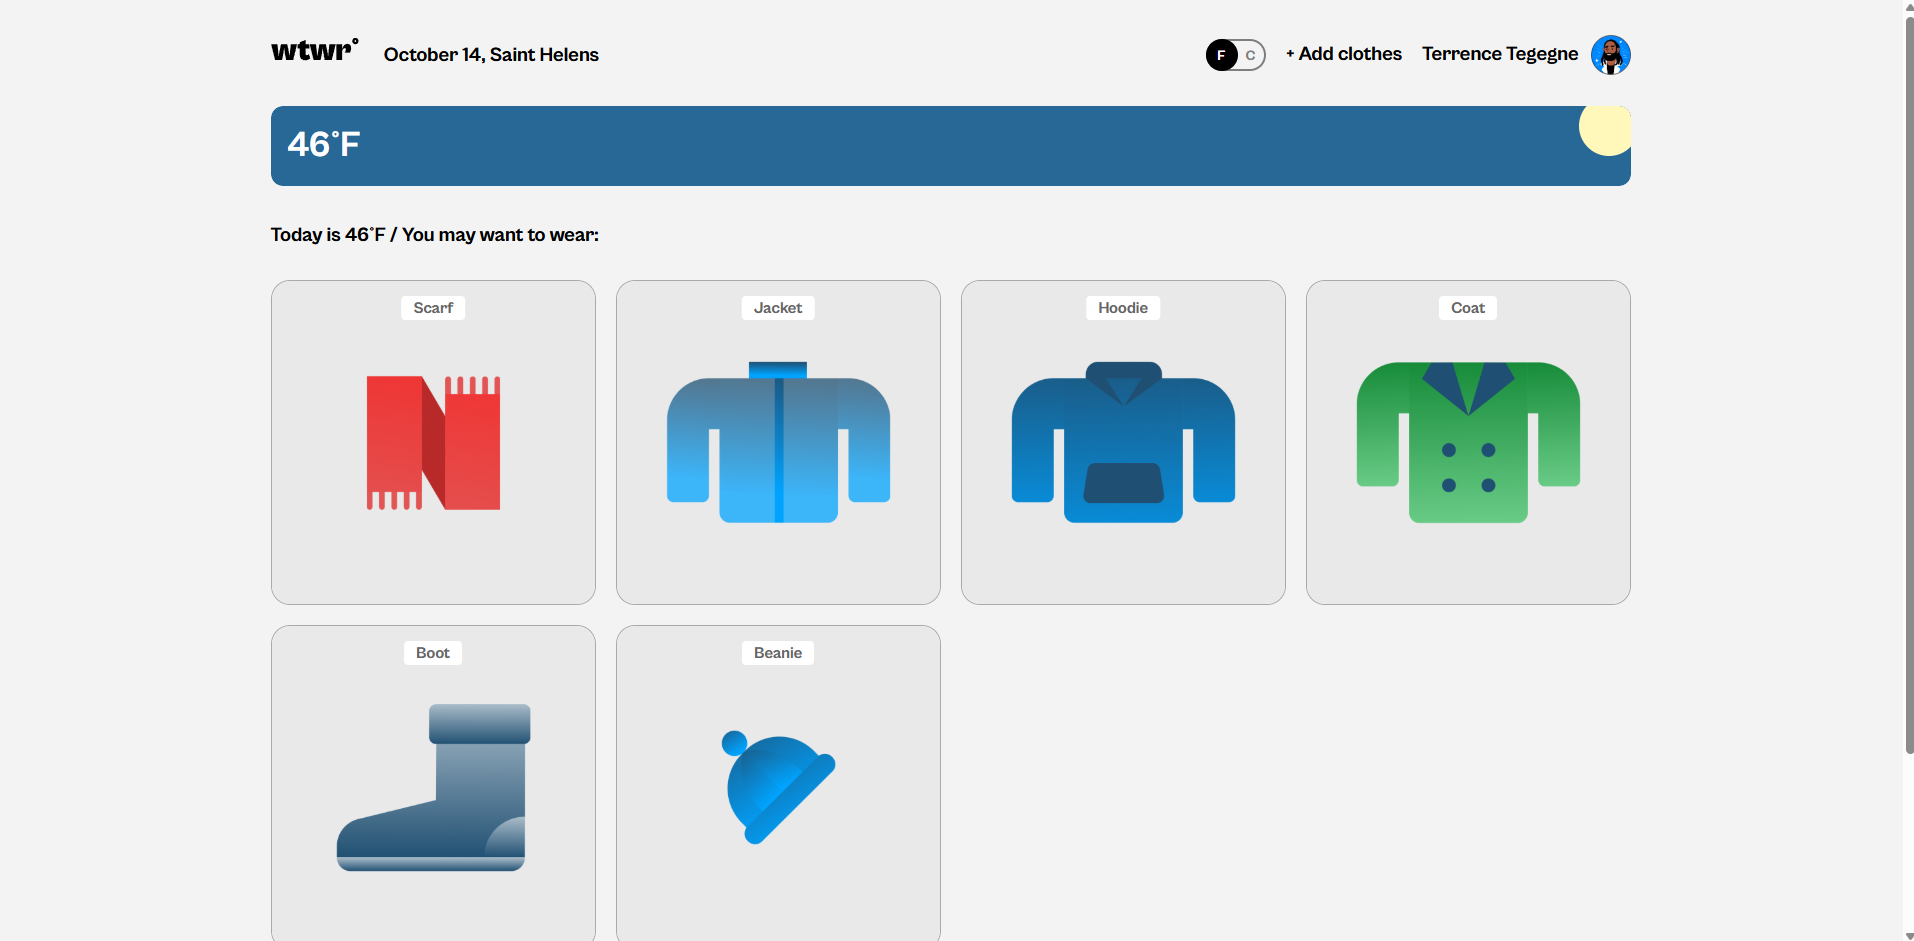 wtwr°
October 14, Saint Helens
F C
+ Add clothes
Terrence Tegegne
46°F
Today is 46°F / You may want to wear:
Scarf
Jacket
Hoodie
Coat
Boot
Beanie